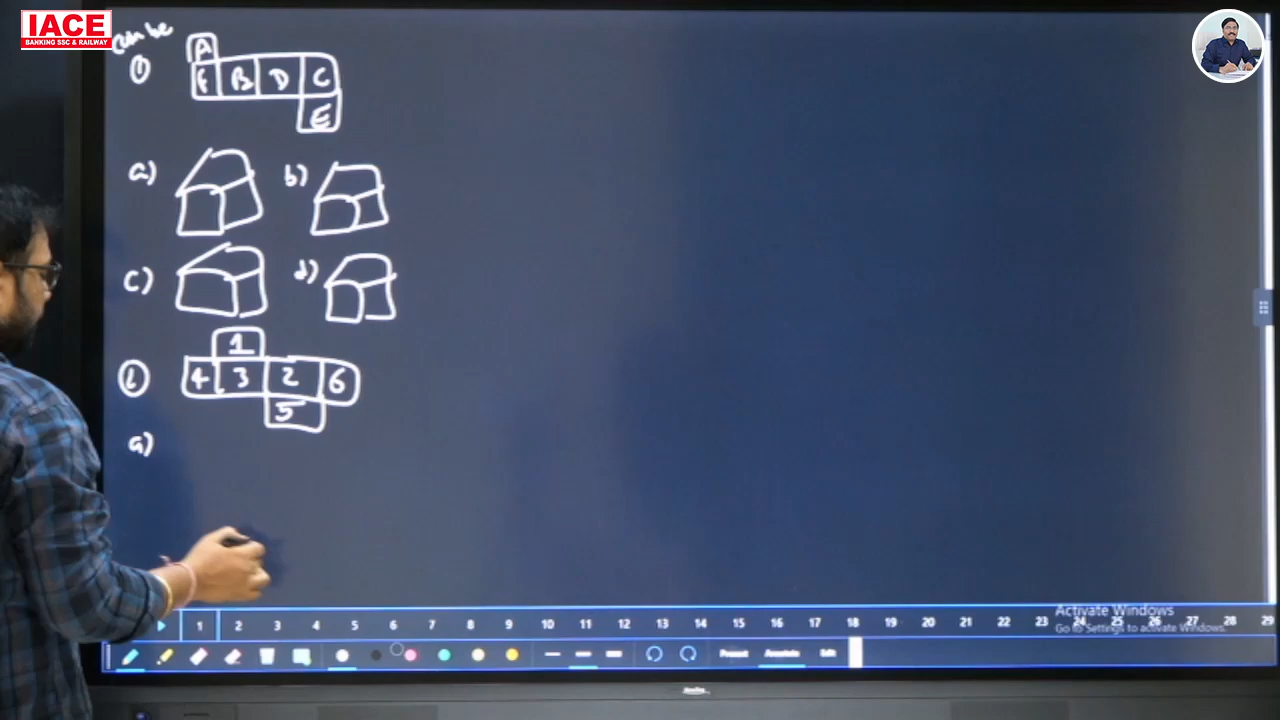 IACE
BANKING SSC & RAILWAY
can be
① A
F B D C
E
a) b)
c) d)
1
② 4 3 2 6
5
a)
Activate Windows
Go to Settings to activate Windows.
1 2 3 4 5 6 7 8 9 10 11 12 13 14 15 16 17 18 19 20 21 22 23 24 25 26 27 28 29
Annotate Edit